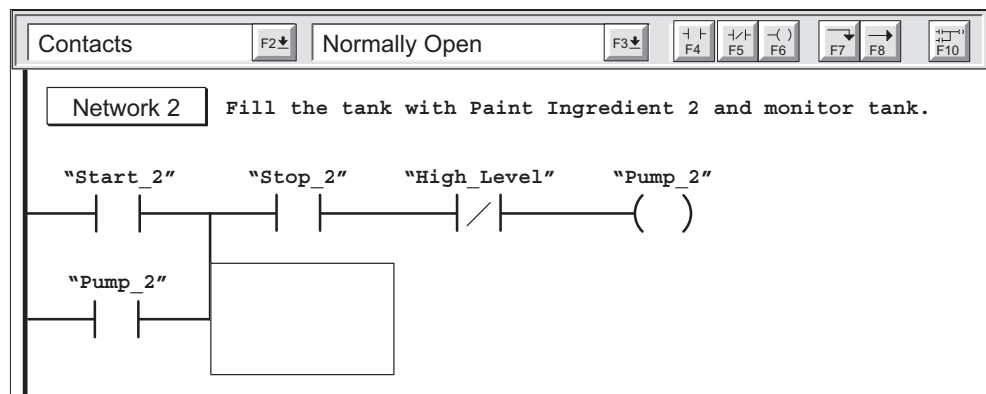 Contacts F2 Normally Open F3 F4 F5 F6 F7 F8 F10
Network 2 Fill the tank with Paint Ingredient 2 and monitor tank.
“Start_2” “Stop_2” “High_Level” “Pump_2”
“Pump_2”